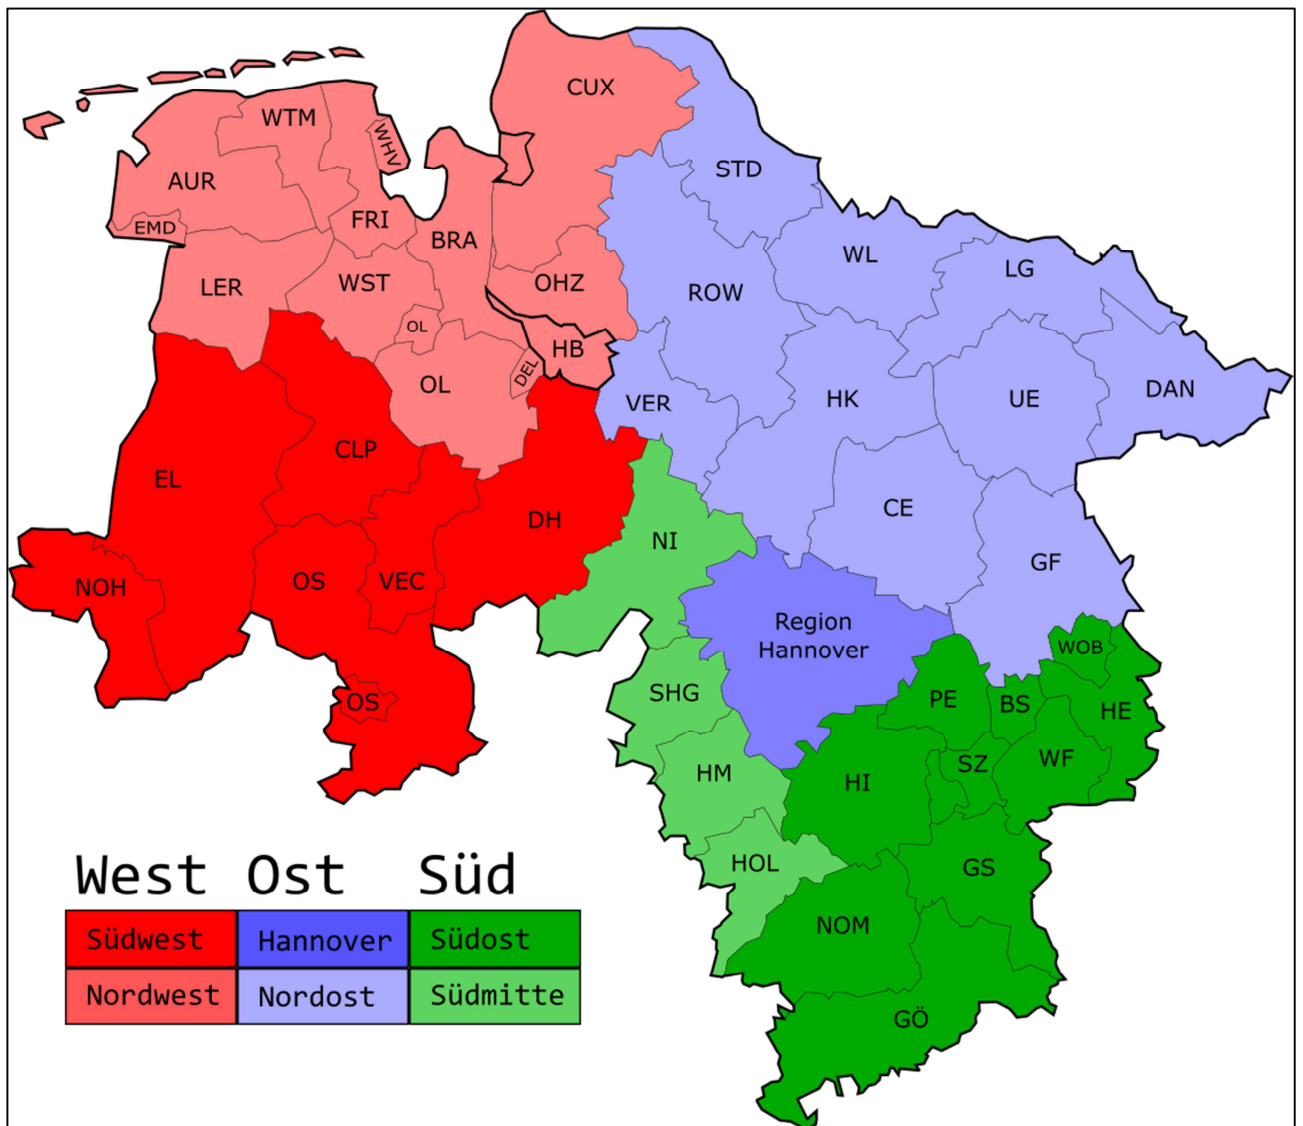 CUX
WTM
WHV
STD
AUR
FRI
EMD
BRA
WL
LG
LER
WST
OHZ
ROW
OL
HB
DEL
OL
VER
HK
UE
DAN
CLP
EL
CE
DH
NI
GF
NOH
OS
VEC
Region
Hannover
WOB
SHG
OS
PE
BS
HE
HM
HI
SZ
WF
HOL
GS
NOM
GÖ
West Ost Süd
Südwest Hannover Südost
Nordwest Nordost Südmitte